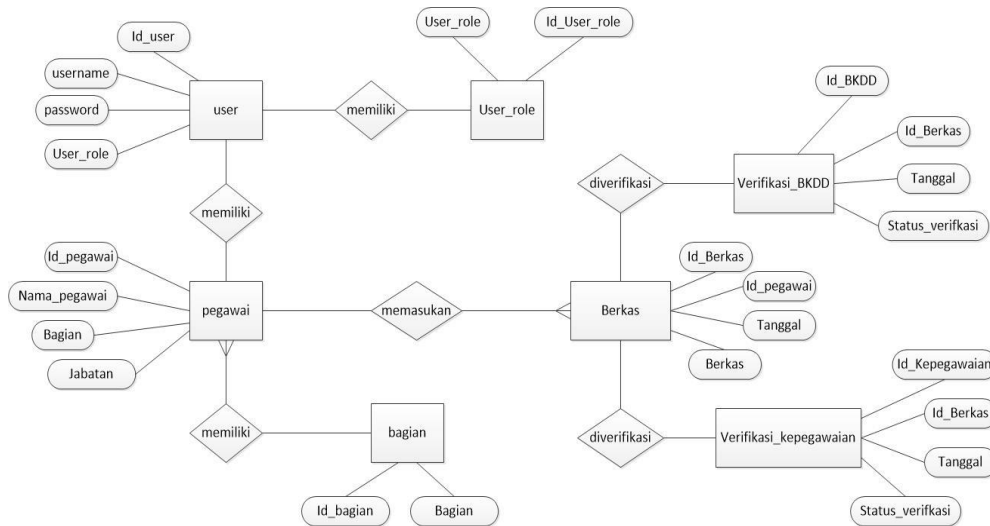 User_role
Id_User_role
Id_user
username
password
User_role
user
memiliki
User_role
Id_BKDD
Id_Berkas
Tanggal
Status_verifkasi
diverifikasi
Verifikasi_BKDD
memiliki
Id_pegawai
Nama_pegawai
Bagian
Jabatan
pegawai
memasukan
Berkas
Id_Berkas
Id_pegawai
Tanggal
Berkas
memiliki
bagian
Id_bagian
Bagian
diverifikasi
Verifikasi_kepegawaian
Id_Kepegawaian
Id_Berkas
Tanggal
Status_verifkasi